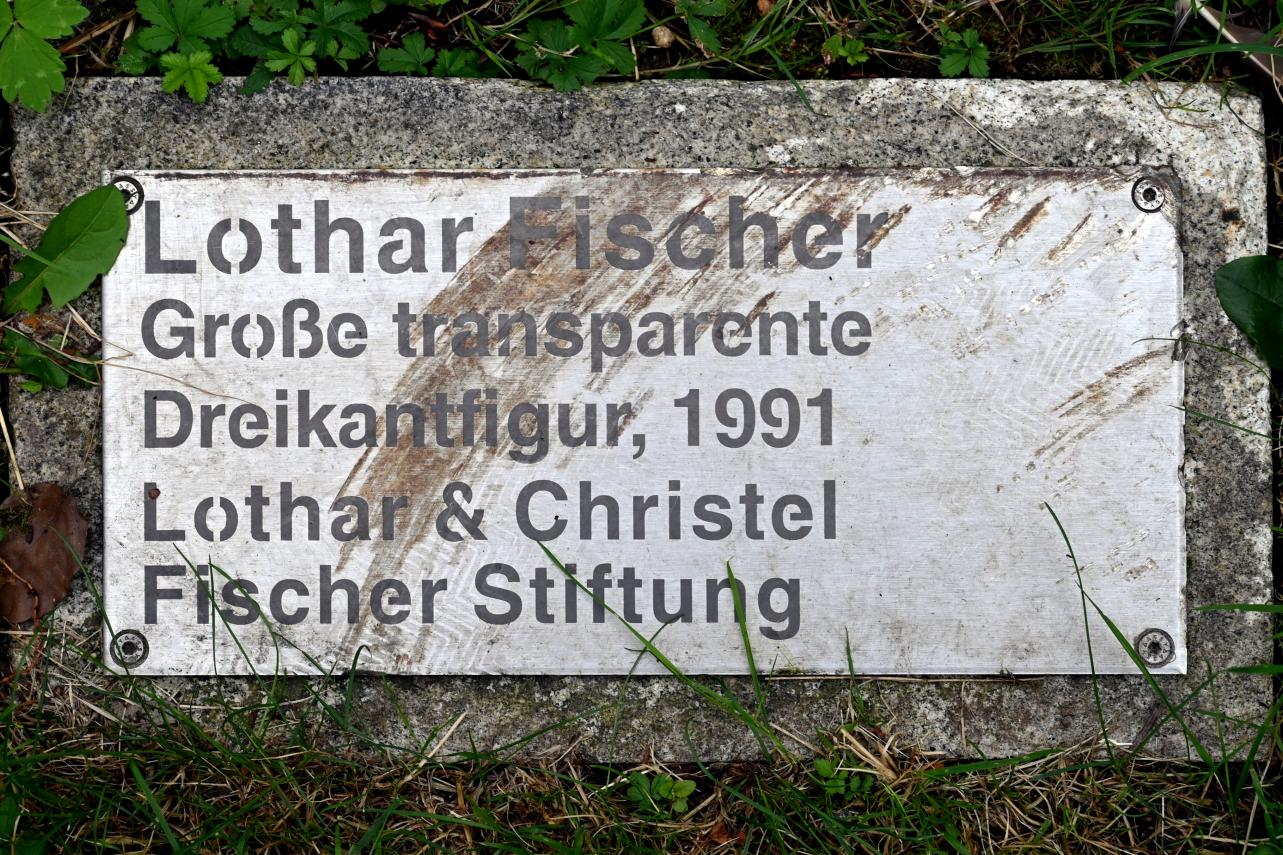 Lothar Fischer
Große transparente
Dreikantfigur, 1991
Lothar & Christel
Fischer Stiftung